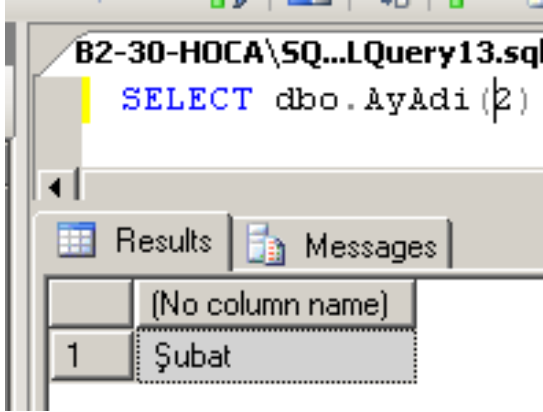 B2-30-HOCA\SQ...LQuery13.sql
SELECT dbo.AyAdi(2)
Results Messages
(No column name)
1 Şubat